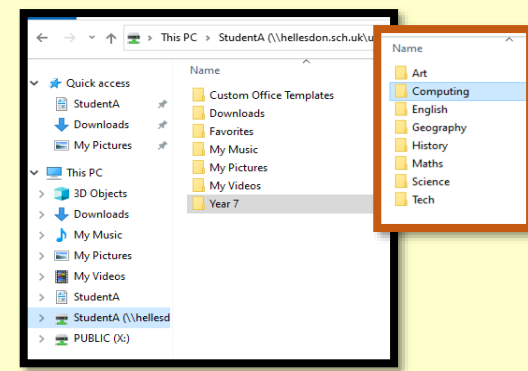 This PC > StudentA (\\hellesdon.sch.uk\u
Quick access
StudentA
Downloads
My Pictures
This PC
3D Objects
Downloads
My Music
My Pictures
My Videos
StudentA
StudentA (\\hellesd
PUBLIC (X:)
Name
Custom Office Templates
Downloads
Favorites
My Music
My Pictures
My Videos
Year 7
Name
Art
Computing
English
Geography
History
Maths
Science
Tech